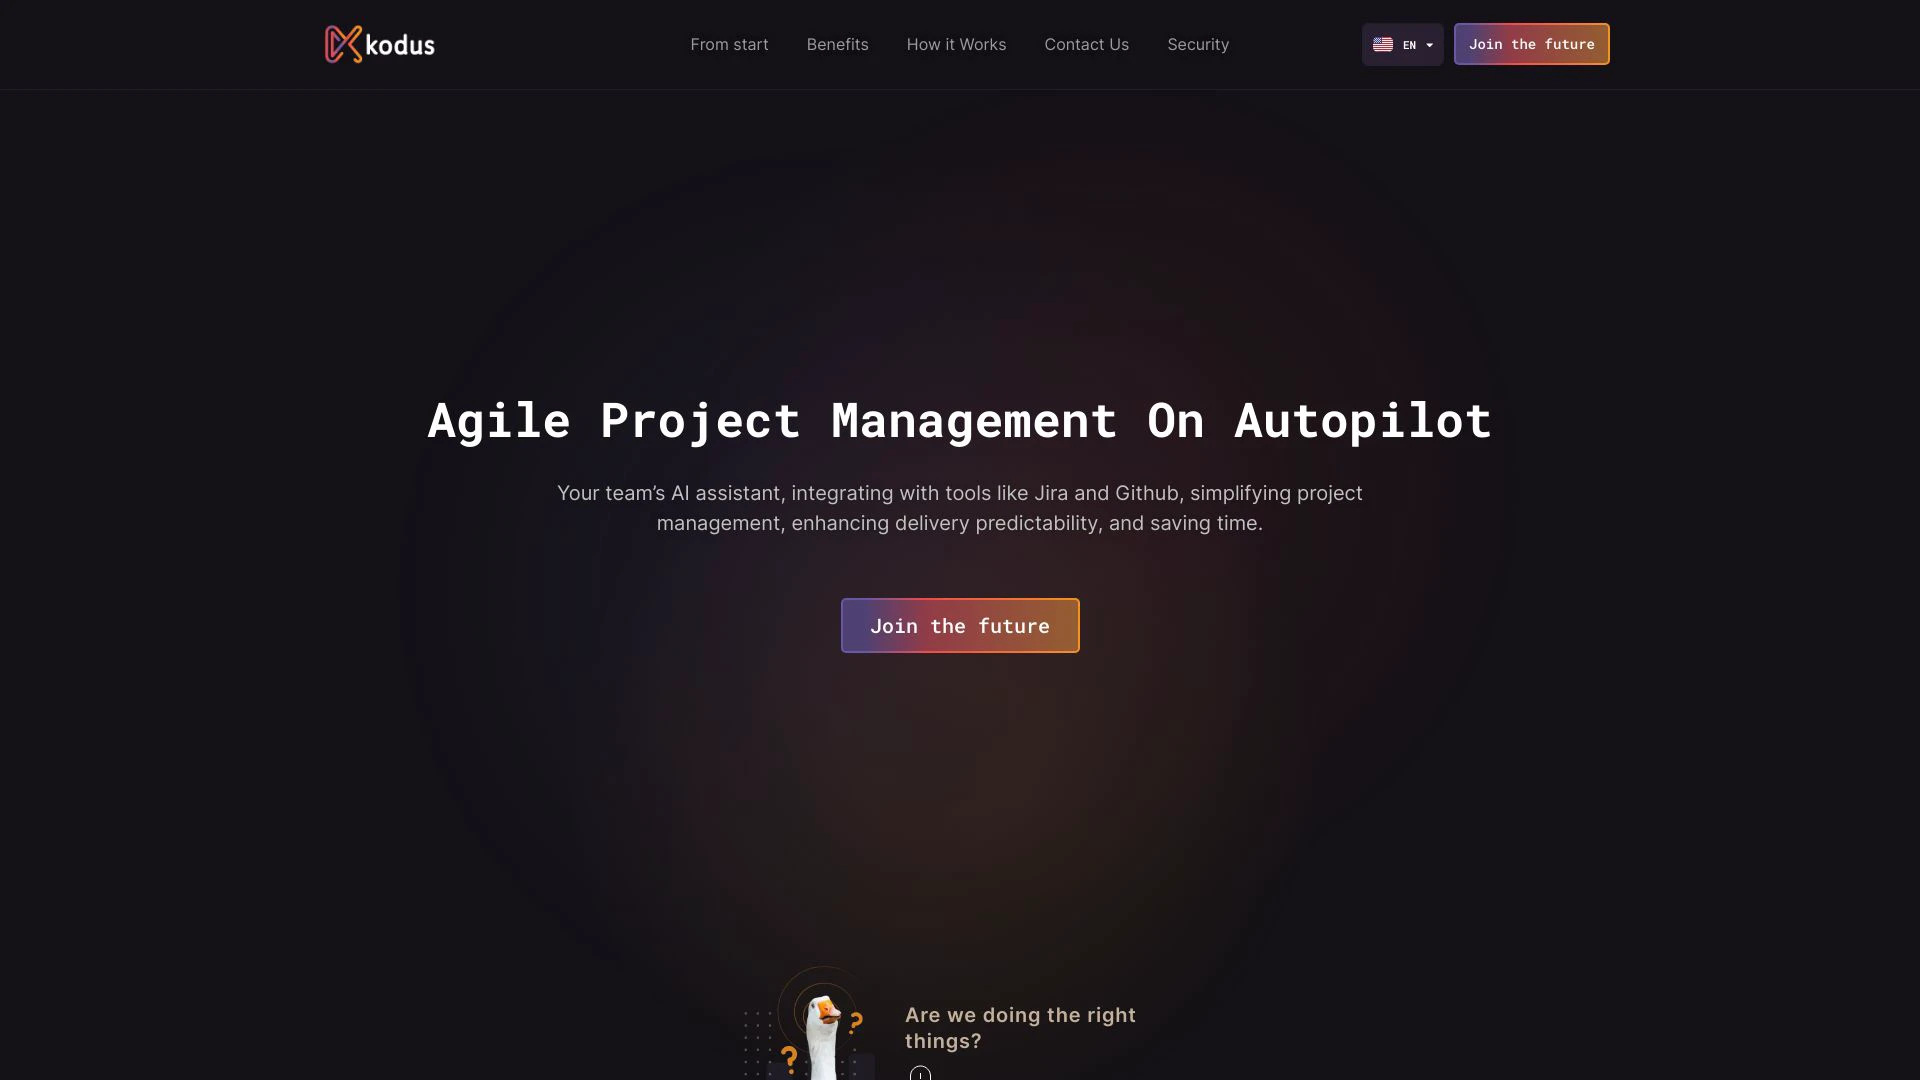 kodus
From start
Benefits
How it Works
Contact Us
Security
EN
Join the future
Agile Project Management On Autopilot
Your team’s AI assistant, integrating with tools like Jira and Github, simplifying project
management, enhancing delivery predictability, and saving time.
Join the future
Are we doing the right
things?
? ?